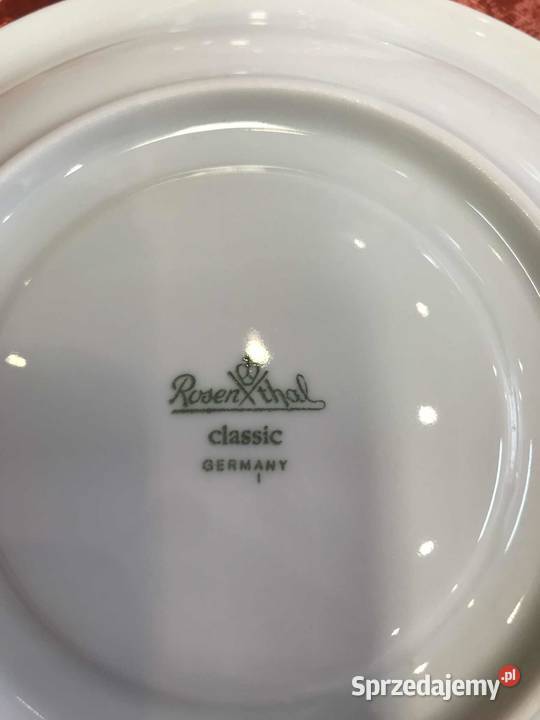 Rosenthal
classic
GERMANY
I
Sprzedajemy.pl